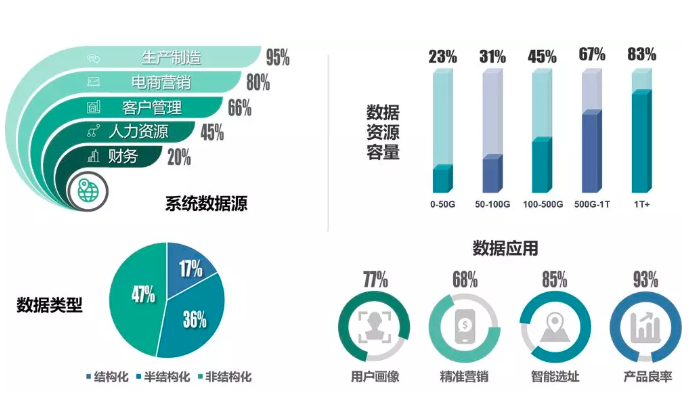 生产制造 95%
电商营销 80%
客户管理 66%
人力资源 45%
财务 20%
系统数据源
数据
资源
容量
23% 31% 45% 67% 83%
0-50G 50-100G 100-500G 500G-1T 1T+
数据类型
17%
36%
47%
结构化 半结构化 非结构化
数据应用
77% 68% 85% 93%
用户画像 精准营销 智能选址 产品良率